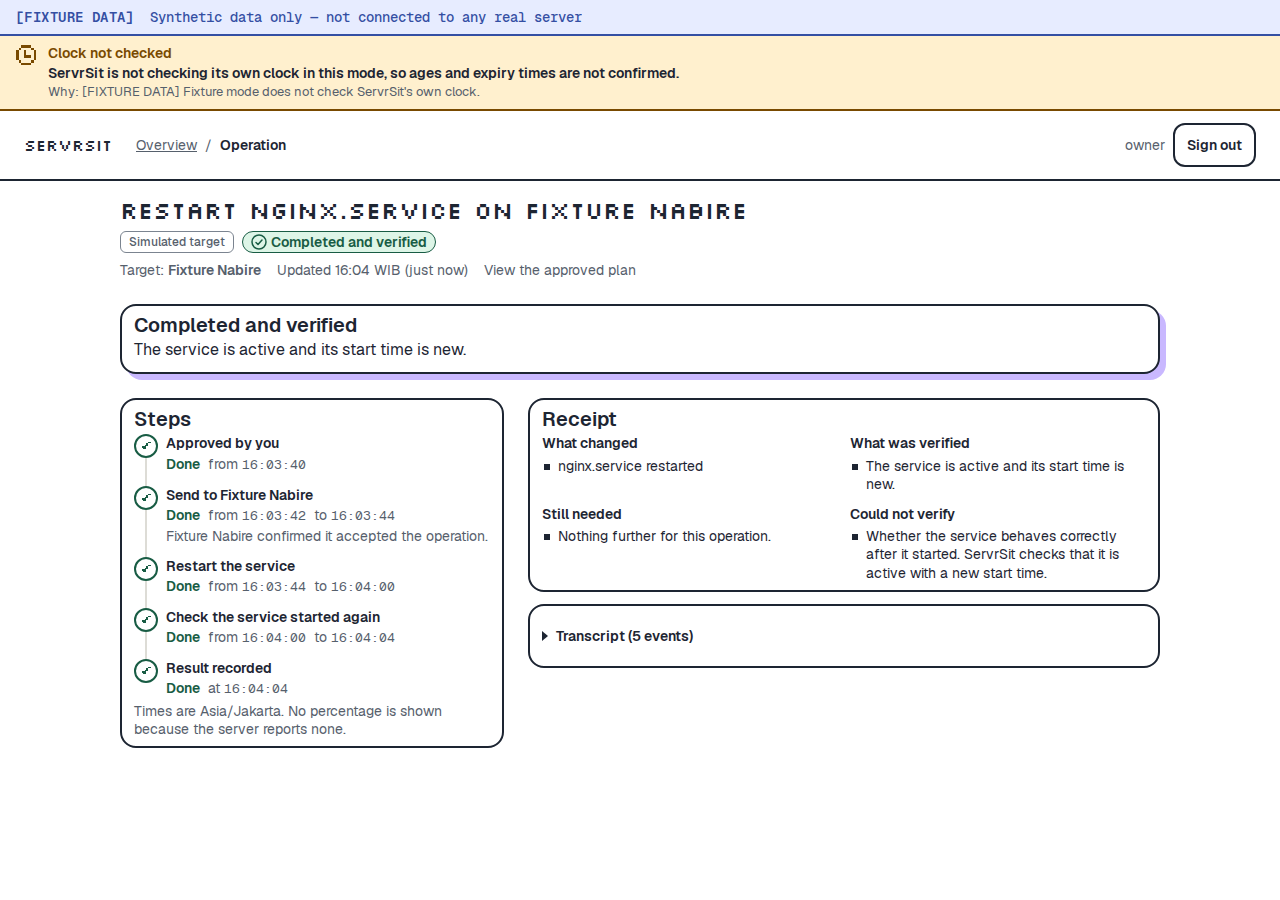 [FIXTURE DATA] Synthetic data only — not connected to any real server
Clock not checked
ServrSit is not checking its own clock in this mode, so ages and expiry times are not confirmed.
Why: [FIXTURE DATA] Fixture mode does not check ServrSit's own clock.
SERVRSIT
Overview / Operation
owner
Sign out
RESTART NGINX.SERVICE ON FIXTURE NABIRE
Simulated target
Completed and verified
Target: Fixture Nabire
Updated 16:04 WIB (just now)
View the approved plan
Completed and verified
The service is active and its start time is new.
Steps
Approved by you
Done from 16:03:40
Send to Fixture Nabire
Done from 16:03:42 to 16:03:44
Fixture Nabire confirmed it accepted the operation.
Restart the service
Done from 16:03:44 to 16:04:00
Check the service started again
Done from 16:04:00 to 16:04:04
Result recorded
Done at 16:04:04
Times are Asia/Jakarta. No percentage is shown
because the server reports none.
Receipt
What changed
nginx.service restarted
What was verified
The service is active and its start time is
new.
Still needed
Nothing further for this operation.
Could not verify
Whether the service behaves correctly
after it started. ServrSit checks that it is
active with a new start time.
Transcript (5 events)